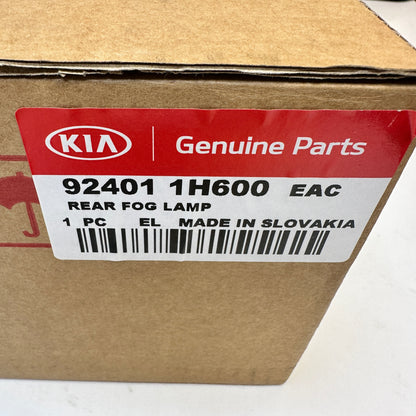 KIA Genuine Parts
92401 1H600 EAC
REAR FOG LAMP
1 PC EL MADE IN SLOVAKIA